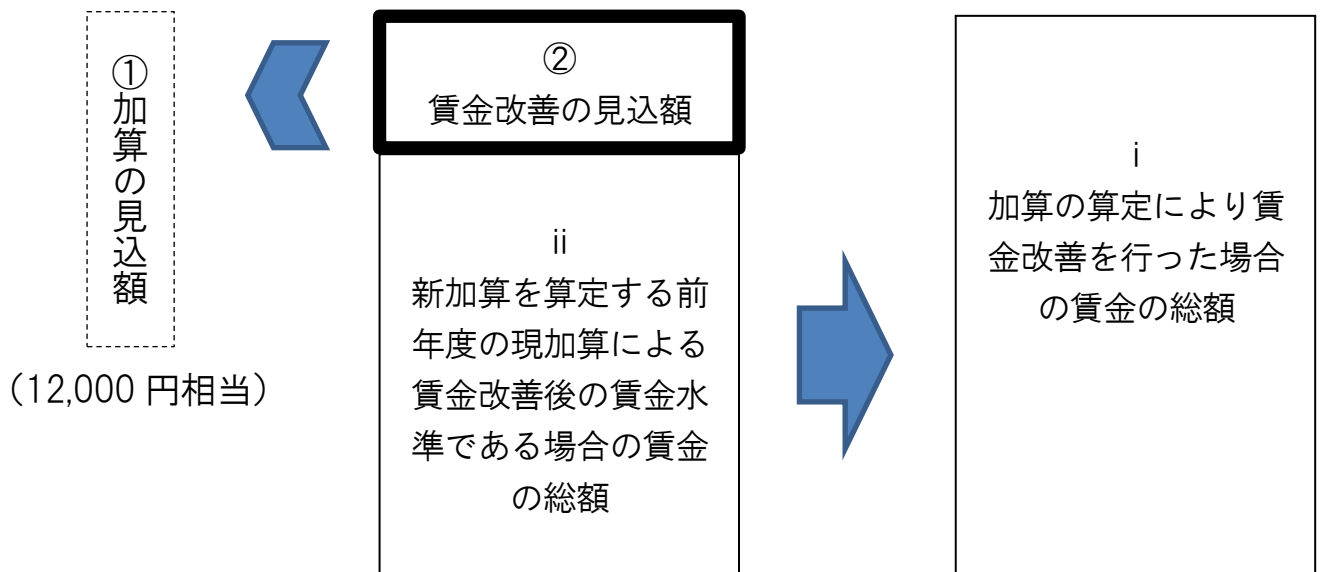 ①加算の見込額
（12,000 円相当）
②
賃金改善の見込額
ⅱ
新加算を算定する前
年度の現加算による
賃金改善後の賃金水
準である場合の賃金
の総額
ⅰ
加算の算定により賃
金改善を行った場合
の賃金の総額